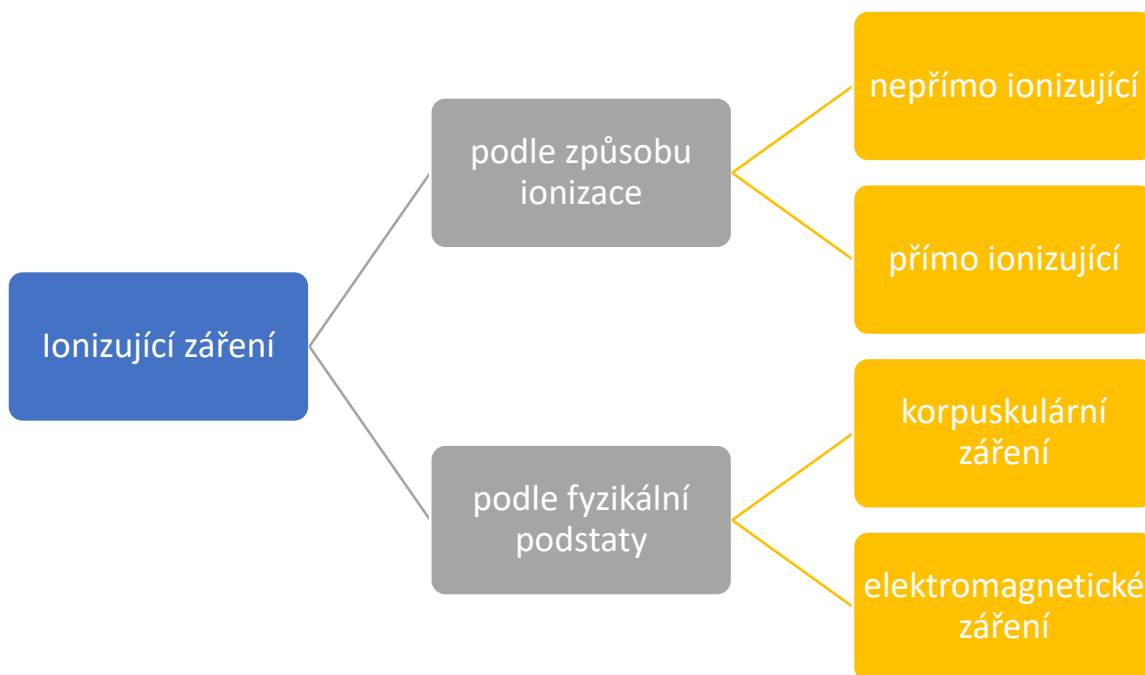 Ionizující záření
podle způsobu
ionizace
nepřímo ionizující
přímo ionizující
podle fyzikální
podstaty
korpuskulární
záření
elektromagnetické
záření